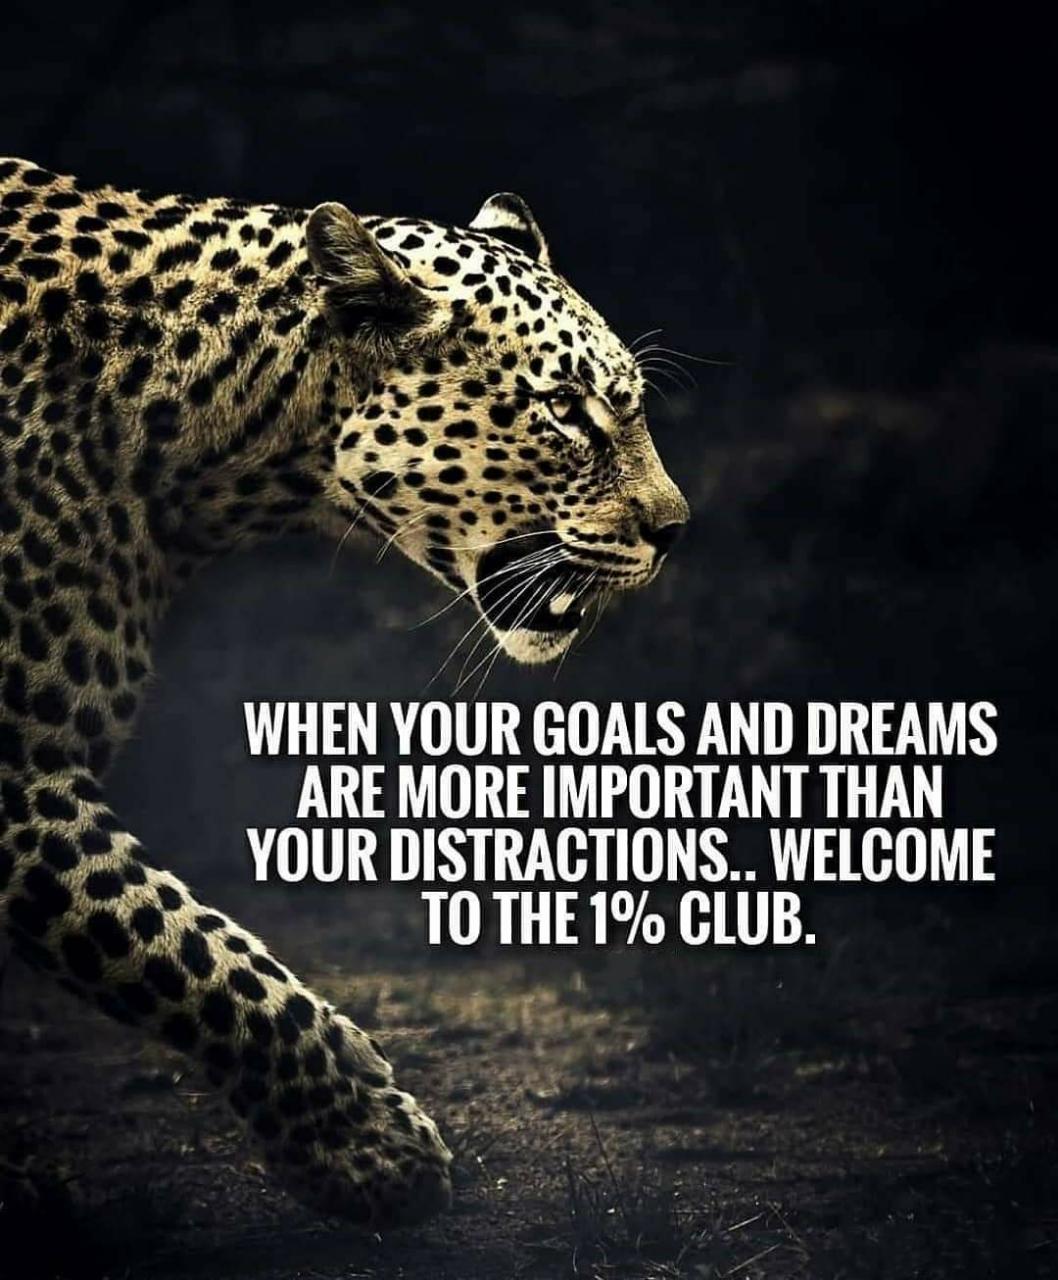 WHEN YOUR GOALS AND DREAMS
ARE MORE IMPORTANT THAN
YOUR DISTRACTIONS.. WELCOME
TO THE 1% CLUB.